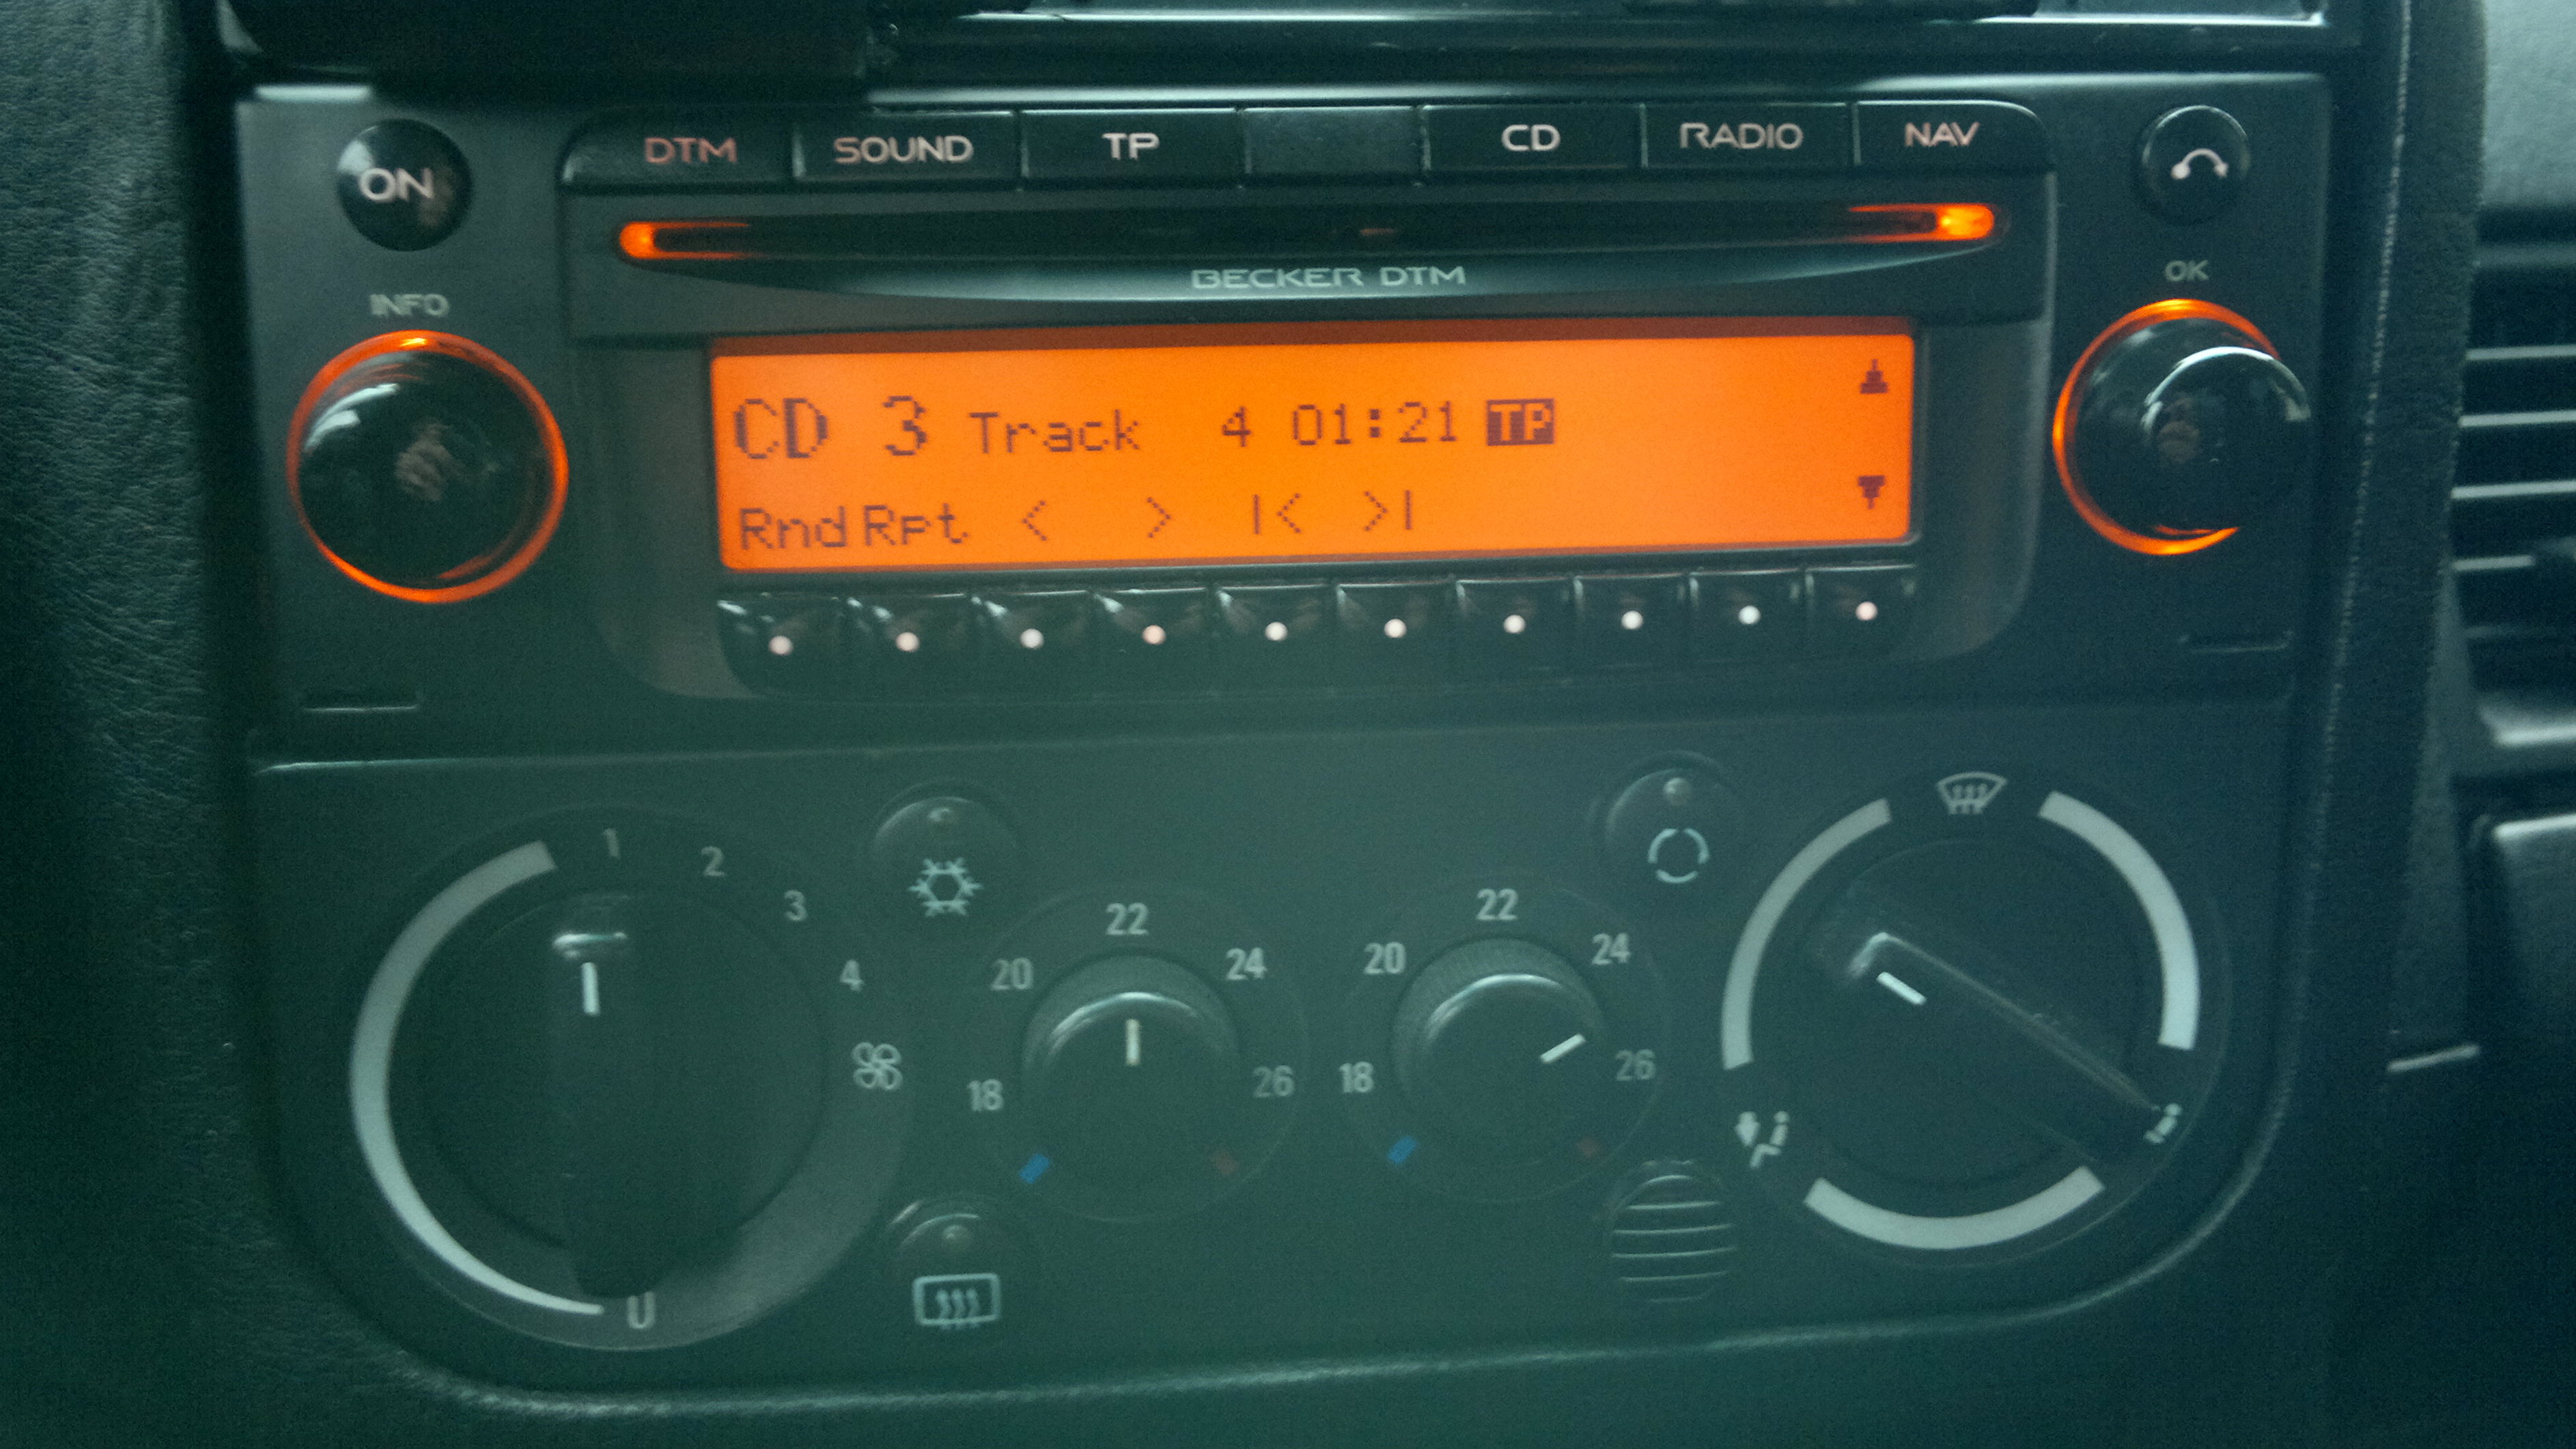 DTM SOUND TP CD RADIO NAV
ON
BECKER DTM
INFO
OK
CD 3 Track 4 01:21 TP
Rnd Rpt < > |< >|
1 2 3 4
0
18 20 22 24 26
18 20 22 24 26